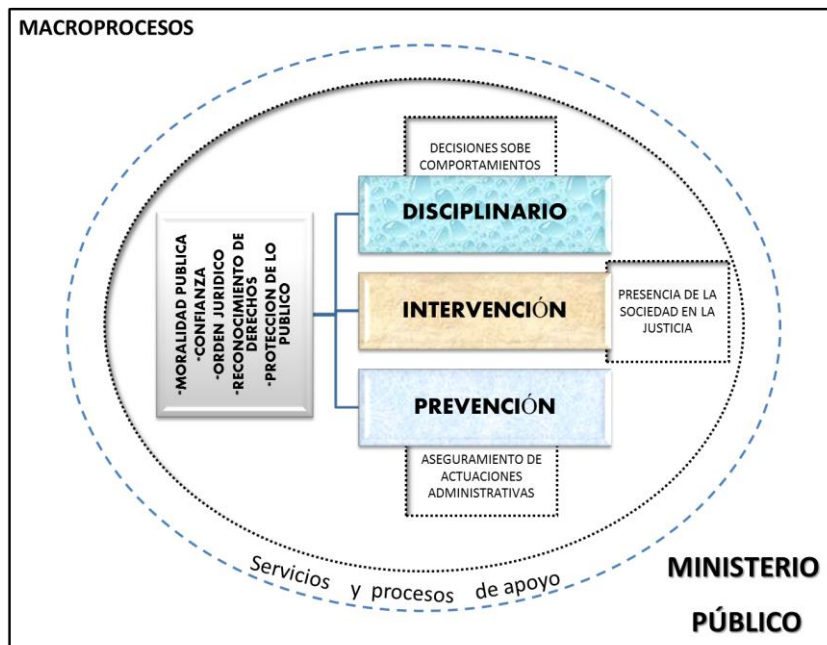 MACROPROCESOS
DECISIONES SOBE
COMPORTAMIENTOS
DISCIPLINARIO
-MORALIDAD PUBLICA
-CONFIANZA
-ORDEN JURIDICO
-RECONOCIMIENTO DE
DERECHOS
-PROTECCION DE LO
PUBLICO
INTERVENCIÓN
PRESENCIA DE LA
SOCIEDAD EN LA
JUSTICIA
PREVENCIÓN
ASEGURAMIENTO DE
ACTUACIONES
ADMINISTRATIVAS
Servicios y procesos de apoyo
MINISTERIO
PÚBLICO